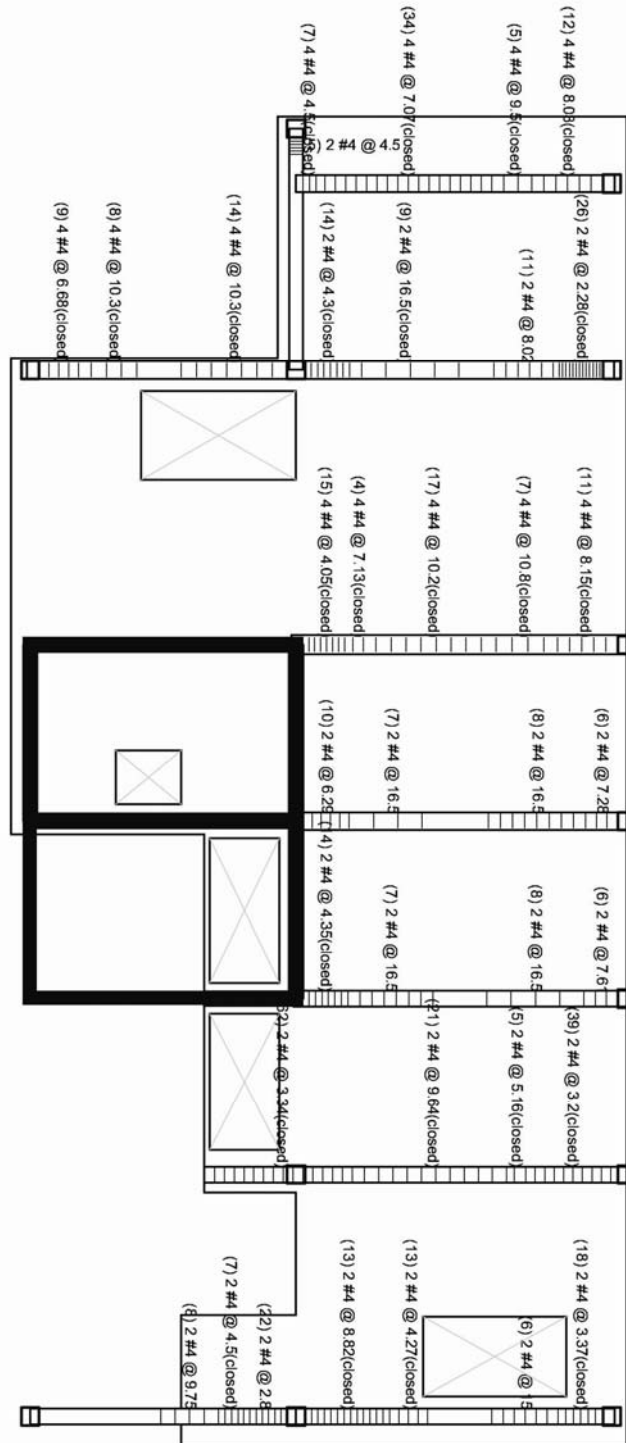 (7) 4 #4 @ 4.5(closed)
(34) 4 #4 @ 7.07(closed)
(5) 4 #4 @ 9.5(closed)
(12) 4 #4 @ 8.03(closed)
2 #4 @ 4.5
(9) 4 #4 @ 6.68(closed
(8) 4 #4 @ 10.3(closed
(14) 4 #4 @ 10.3(closed
(14) 2 #4 @ 4.3(closed
(9) 2 #4 @ 16.5(closed
(11) 2 #4 @ 8.02
(26) 2 #4 @ 2.28(closed
(15) 4 #4 @ 4.05(closed
(4) 4 #4 @ 7.13(closed
(17) 4 #4 @ 10.2(closed
(7) 4 #4 @ 10.8(closed
(11) 4 #4 @ 8.15(closed
(10) 2 #4 @ 6.29
(7) 2 #4 @ 16.5
(8) 2 #4 @ 16.5
(6) 2 #4 @ 7.28
(14) 2 #4 @ 4.35(closed)
(7) 2 #4 @ 16.5
(8) 2 #4 @ 16.5
(6) 2 #4 @ 7.61
2 #4 @ 3.34(closed)
(21) 2 #4 @ 9.64(closed)
(5) 2 #4 @ 5.16(closed)
(39) 2 #4 @ 3.2(closed)
(8) 2 #4 @ 9.75
(7) 2 #4 @ 4.5(closed)
(22) 2 #4 @ 2.8
(13) 2 #4 @ 8.82(closed)
(13) 2 #4 @ 4.27(closed)
(6) 2 #4 @ 15
(18) 2 #4 @ 3.37(closed)